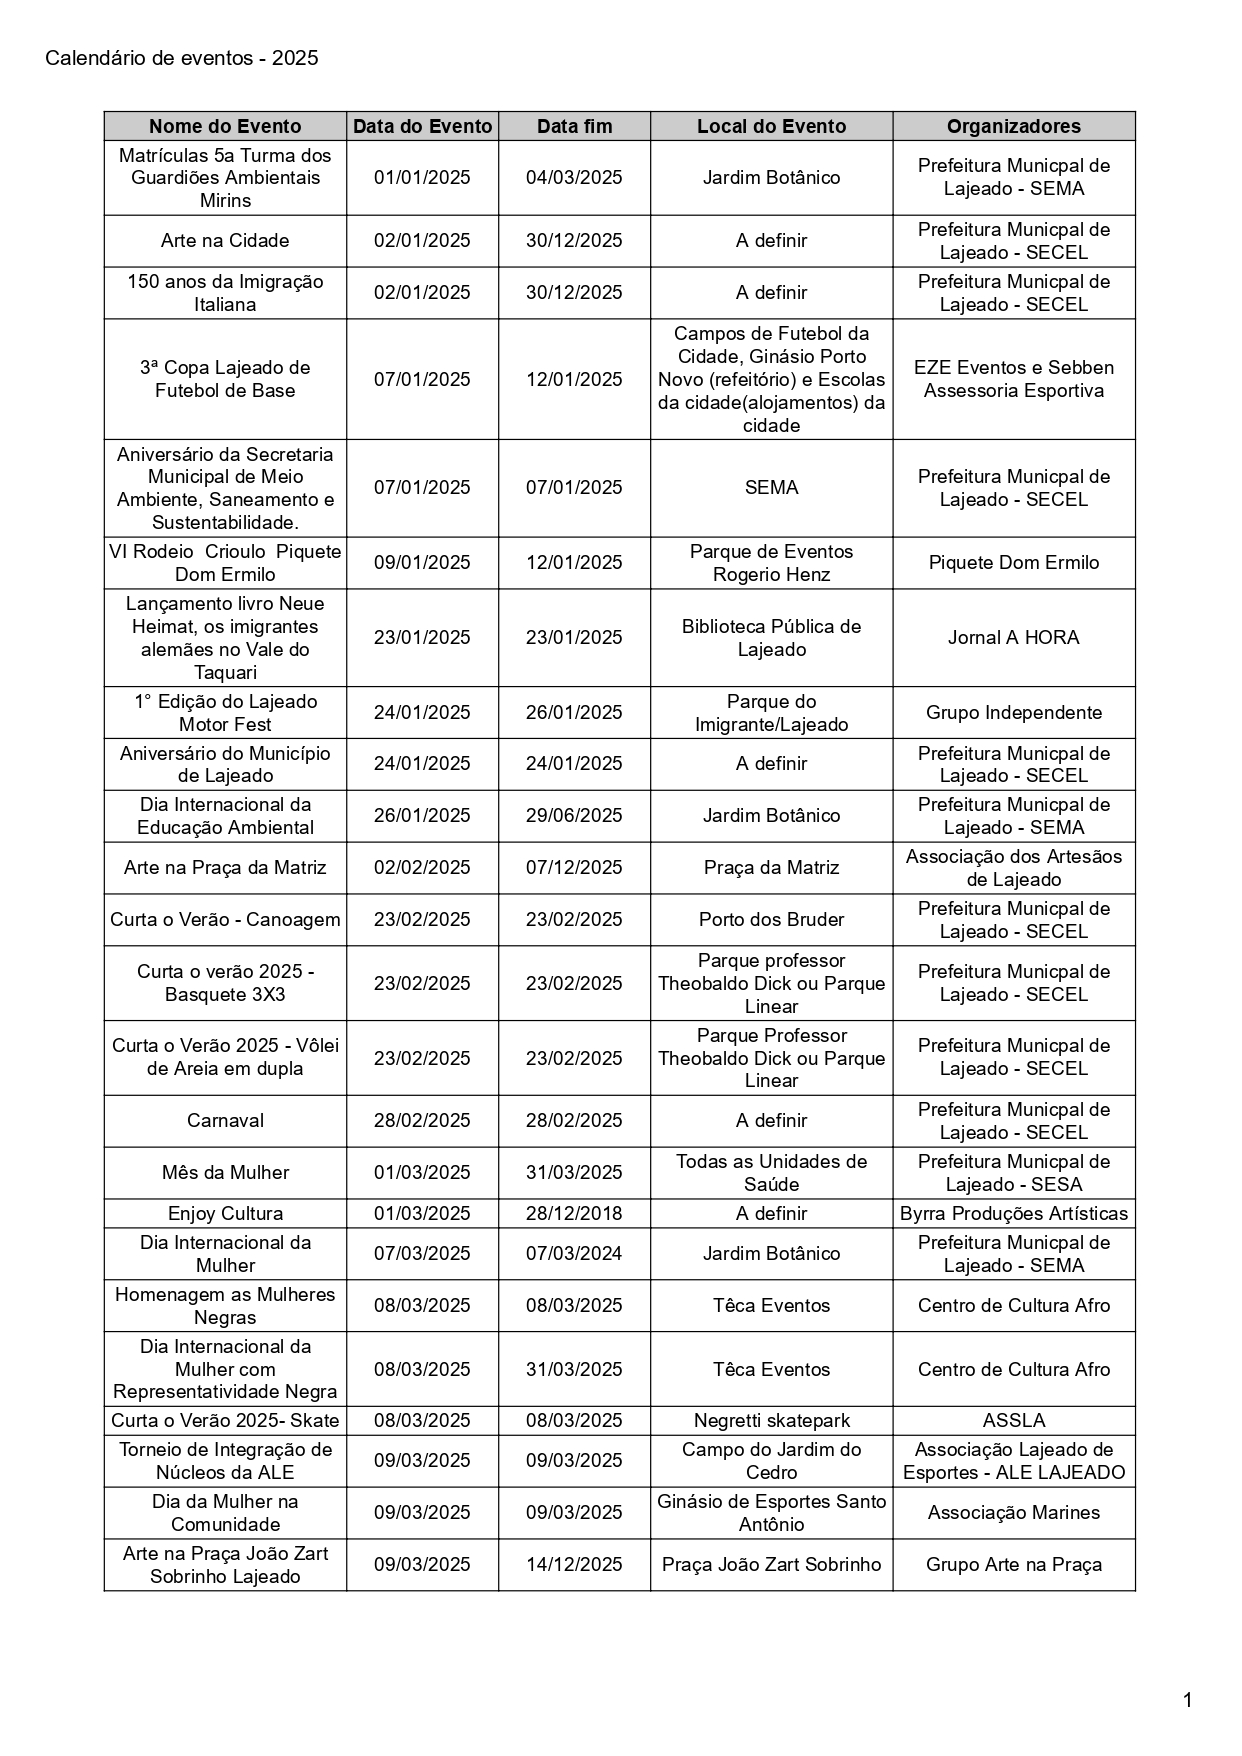 Calendário de eventos - 2025
Nome do Evento Data do Evento Data fim Local do Evento Organizadores
Matrículas 5a Turma dos
Guardiões Ambientais
Mirins
01/01/2025
04/03/2025
Jardim Botânico
Prefeitura Municpal de
Lajeado - SEMA
Arte na Cidade
02/01/2025
30/12/2025
A definir
Prefeitura Municpal de
Lajeado - SECEL
150 anos da Imigração
Italiana
02/01/2025
30/12/2025
A definir
Prefeitura Municpal de
Lajeado - SECEL
3ª Copa Lajeado de
Futebol de Base
07/01/2025
12/01/2025
Campos de Futebol da
Cidade, Ginásio Porto
Novo (refeitório) e Escolas
da cidade(alojamentos) da
cidade
EZE Eventos e Sebben
Assessoria Esportiva
Aniversário da Secretaria
Municipal de Meio
Ambiente, Saneamento e
Sustentabilidade.
07/01/2025
07/01/2025
SEMA
Prefeitura Municpal de
Lajeado - SECEL
VI Rodeio  Crioulo  Piquete
Dom Ermilo
09/01/2025
12/01/2025
Parque de Eventos
Rogerio Henz
Piquete Dom Ermilo
Lançamento livro Neue
Heimat, os imigrantes
alemães no Vale do
Taquari
23/01/2025
23/01/2025
Biblioteca Pública de
Lajeado
Jornal A HORA
1° Edição do Lajeado
Motor Fest
24/01/2025
26/01/2025
Parque do
Imigrante/Lajeado
Grupo Independente
Aniversário do Município
de Lajeado
24/01/2025
24/01/2025
A definir
Prefeitura Municpal de
Lajeado - SECEL
Dia Internacional da
Educação Ambiental
26/01/2025
29/06/2025
Jardim Botânico
Prefeitura Municpal de
Lajeado - SEMA
Arte na Praça da Matriz
02/02/2025
07/12/2025
Praça da Matriz
Associação dos Artesãos
de Lajeado
Curta o Verão - Canoagem
23/02/2025
23/02/2025
Porto dos Bruder
Prefeitura Municpal de
Lajeado - SECEL
Curta o verão 2025 -
Basquete 3X3
23/02/2025
23/02/2025
Parque professor
Theobaldo Dick ou Parque
Linear
Prefeitura Municpal de
Lajeado - SECEL
Curta o Verão 2025 - Vôlei
de Areia em dupla
23/02/2025
23/02/2025
Parque Professor
Theobaldo Dick ou Parque
Linear
Prefeitura Municpal de
Lajeado - SECEL
Carnaval
28/02/2025
28/02/2025
A definir
Prefeitura Municpal de
Lajeado - SECEL
Mês da Mulher
01/03/2025
31/03/2025
Todas as Unidades de
Saúde
Prefeitura Municpal de
Lajeado - SESA
Enjoy Cultura
01/03/2025
28/12/2018
A definir
Byrra Produções Artísticas
Dia Internacional da
Mulher
07/03/2025
07/03/2024
Jardim Botânico
Prefeitura Municpal de
Lajeado - SEMA
Homenagem as Mulheres
Negras
08/03/2025
08/03/2025
Têca Eventos
Centro de Cultura Afro
Dia Internacional da
Mulher com
Representatividade Negra
08/03/2025
31/03/2025
Têca Eventos
Centro de Cultura Afro
Curta o Verão 2025- Skate
08/03/2025
08/03/2025
Negretti skatepark
ASSLA
Torneio de Integração de
Núcleos da ALE
09/03/2025
09/03/2025
Campo do Jardim do
Cedro
Associação Lajeado de
Esportes - ALE LAJEADO
Dia da Mulher na
Comunidade
09/03/2025
09/03/2025
Ginásio de Esportes Santo
Antônio
Associação Marines
Arte na Praça João Zart
Sobrinho Lajeado
09/03/2025
14/12/2025
Praça João Zart Sobrinho
Grupo Arte na Praça
1